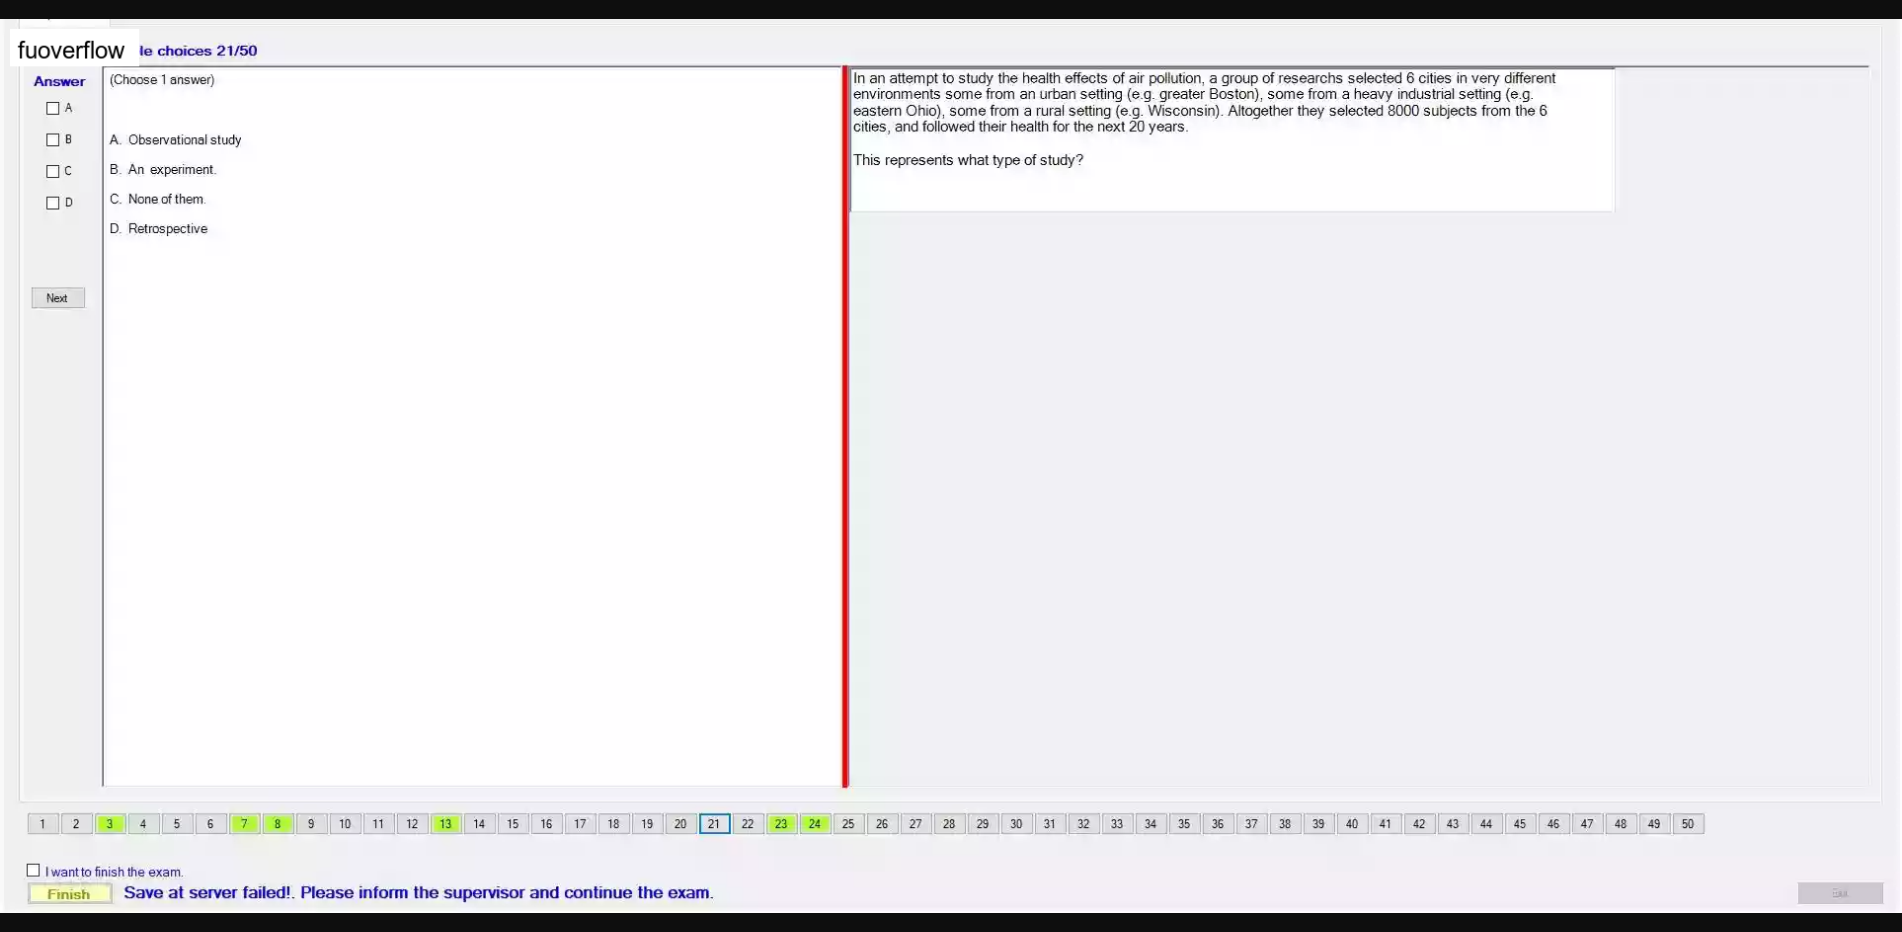 fuoverflow
le choices 21/50
Answer
(Choose 1 answer)
A
B
C
D
A. Observational study
B. An experiment.
C. None of them.
D. Retrospective
Next
In an attempt to study the health effects of air pollution, a group of researchs selected 6 cities in very different
environments some from an urban setting (e.g. greater Boston), some from a heavy industrial setting (e.g.
eastern Ohio), some from a rural setting (e.g. Wisconsin). Altogether they selected 8000 subjects from the 6
cities, and followed their health for the next 20 years.
This represents what type of study?
1 2 3 4 5 6 7 8 9 10 11 12 13 14 15 16 17 18 19 20 21 22 23 24 25 26 27 28 29 30 31 32 33 34 35 36 37 38 39 40 41 42 43 44 45 46 47 48 49 50
I want to finish the exam.
Finish Save at server failed!. Please inform the supervisor and continue the exam.